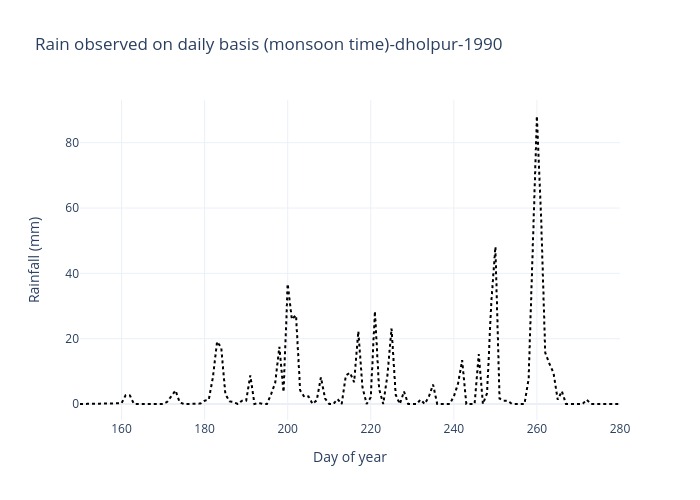 Rain observed on daily basis (monsoon time)-dholpur-1990
80
60
40
20
0
Rainfall (mm)
160 180 200 220 240 260 280
Day of year